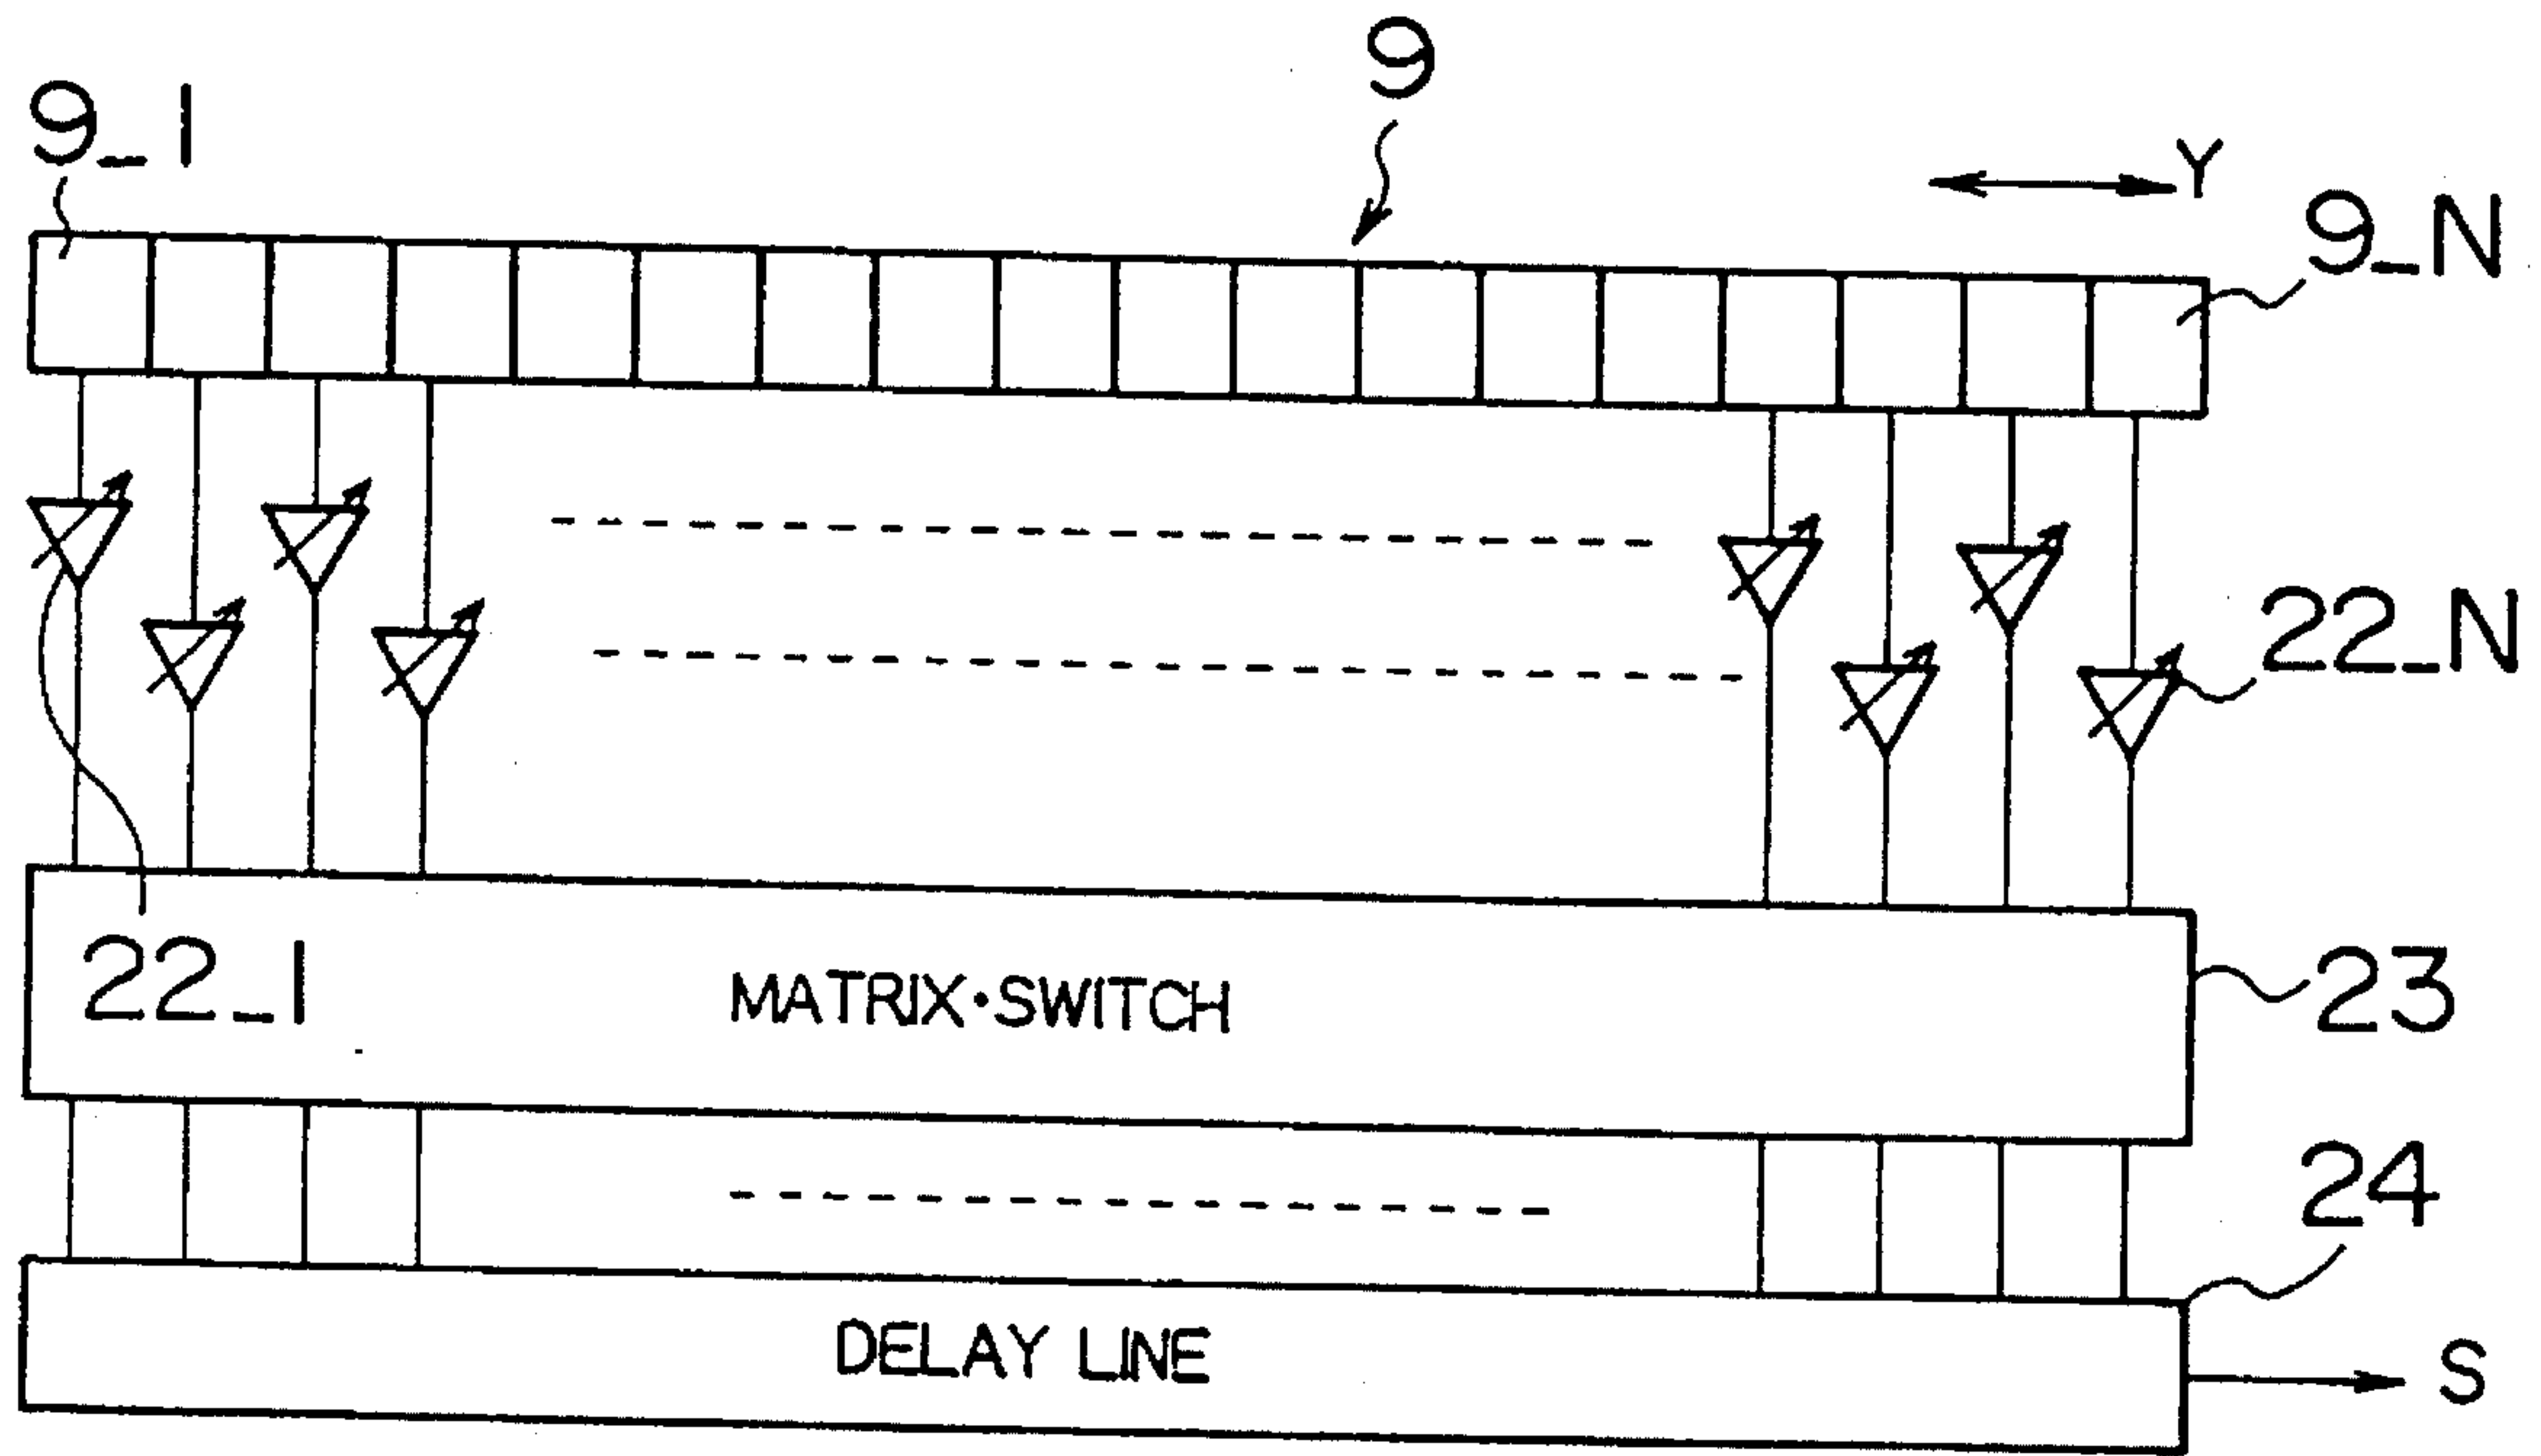 9
9_1
Y
9_N
22_N
22_1
MATRIX·SWITCH
23
24
DELAY LINE
S